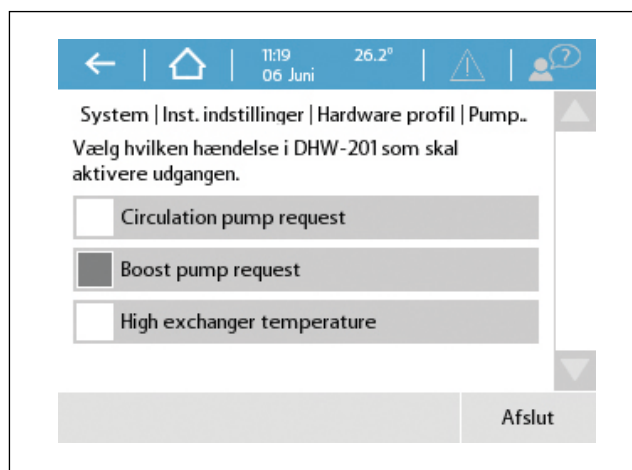 11:19 26.2°
06 Juni
?
System | Inst. indstillinger | Hardware profil | Pump..
Vælg hvilken hændelse i DHW-201 som skal
aktivere udgangen.
Circulation pump request
Boost pump request
High exchanger temperature
Afslut